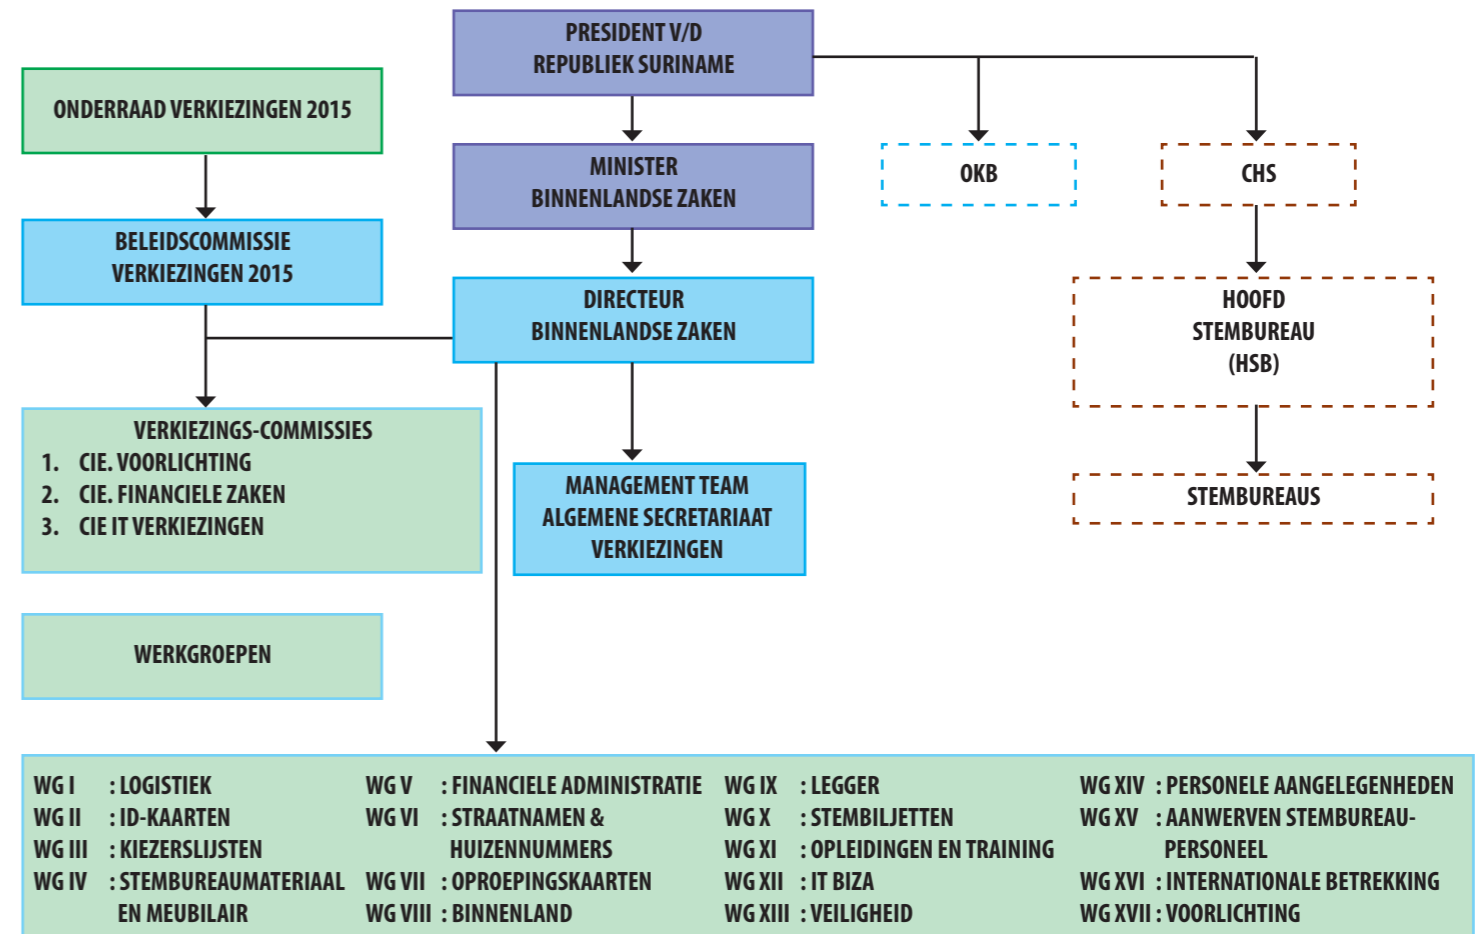 PRESIDENT V/D
REPUBLIEK SURINAME
ONDERRAAD VERKIEZINGEN 2015
MINISTER
BINNENLANDSE ZAKEN
OKB
CHS
BELEIDSCOMMISSIE
VERKIEZINGEN 2015
DIRECTEUR
BINNENLANDSE ZAKEN
HOOFD
STEMBUREAU
(HSB)
VERKIEZINGS-COMMISSIES
1. CIE. VOORLICHTING
2. CIE. FINANCIELE ZAKEN
3. CIE IT VERKIEZINGEN
MANAGEMENT TEAM
ALGEMENE SECRETARIAAT
VERKIEZINGEN
STEMBUREAUS
WERKGROEPEN
WG I : LOGISTIEK
WG II : ID-KAARTEN
WG III : KIEZERSLIJSTEN
WG IV : STEMBUREAUMATERIAAL
EN MEUBILAIR
WG V : FINANCIELE ADMINISTRATIE
WG VI : STRAATNAMEN &
HUIZENNUMMERS
WG VII : OPROEPINGSKAARTEN
WG VIII : BINNENLAND
WG IX : LEGGER
WG X : STEMBILJETTEN
WG XI : OPLEIDINGEN EN TRAINING
WG XII : IT BIZA
WG XIII : VEILIGHEID
WG XIV : PERSONELE AANGELEGENHEDEN
WG XV : AANWERVEN STEMBUREAU-
PERSONEEL
WG XVI : INTERNATIONALE BETREKKING
WG XVII : VOORLICHTING